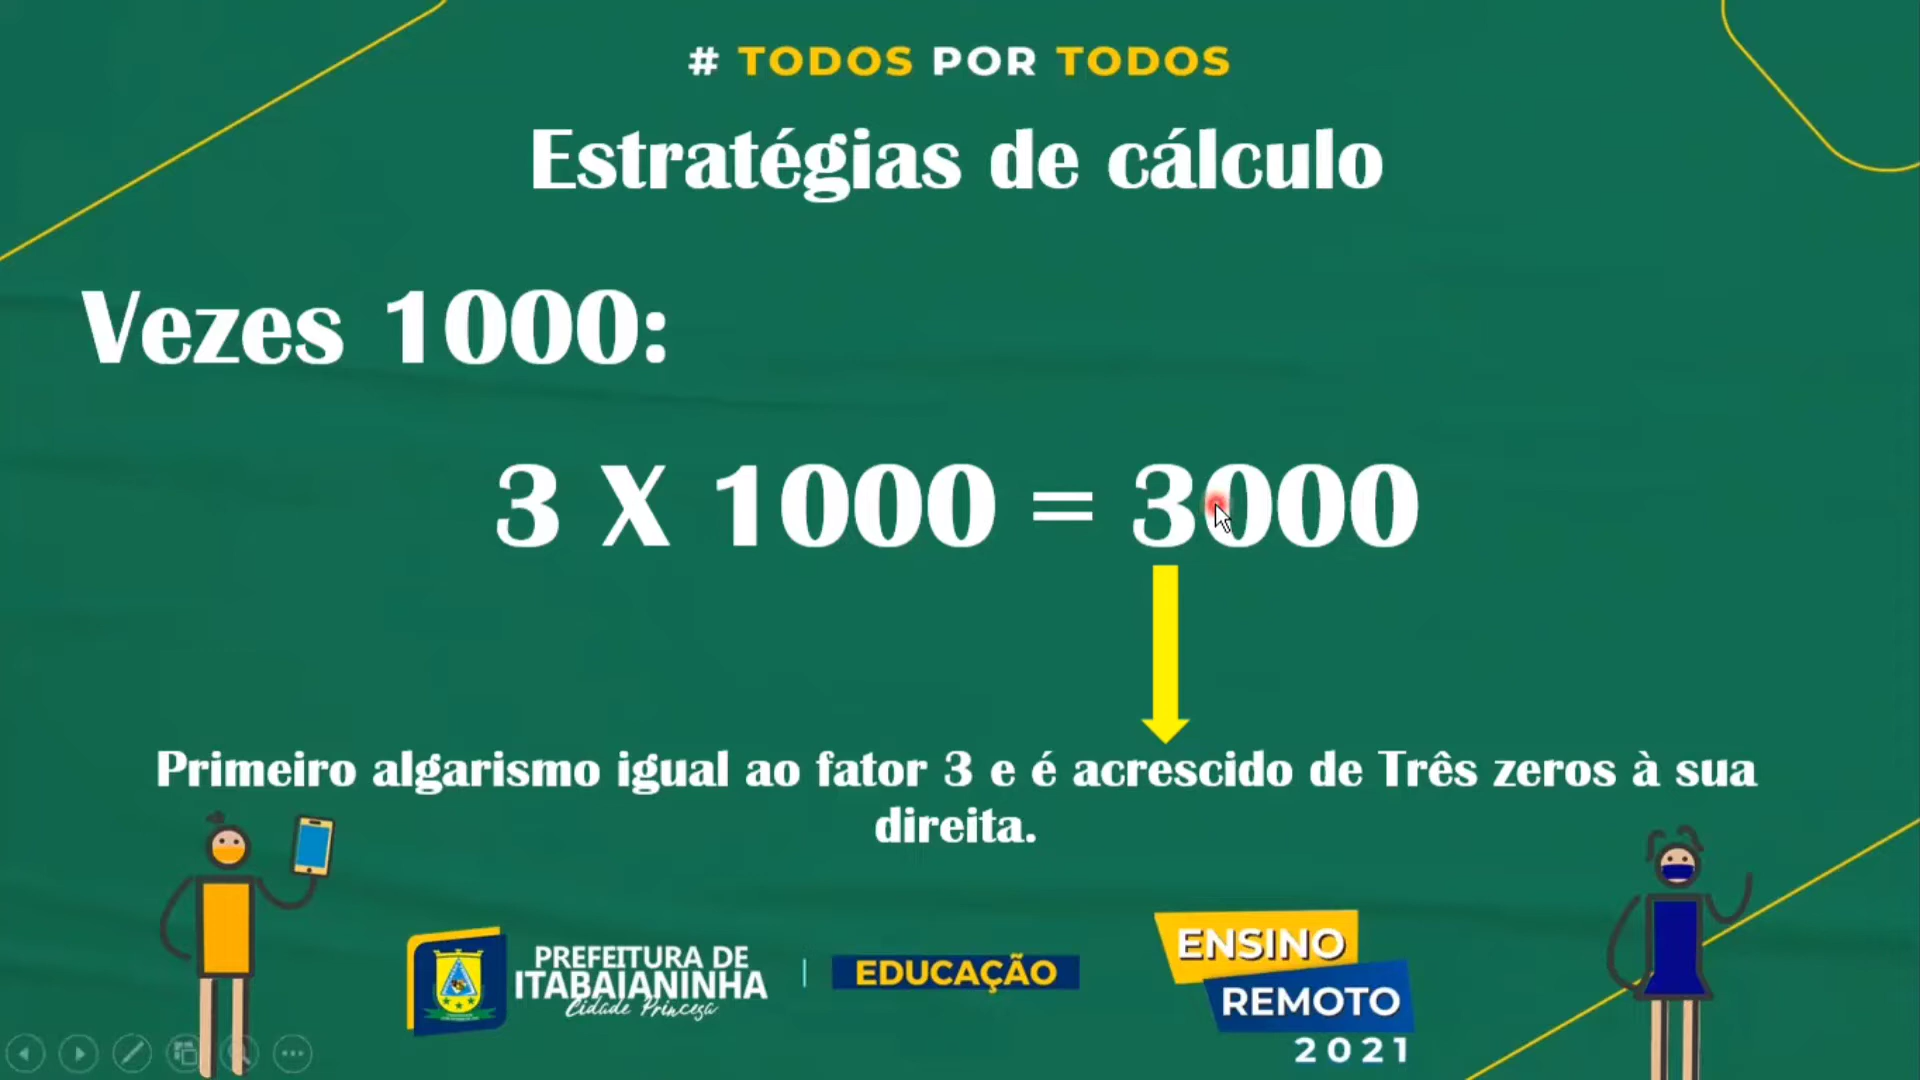 # TODOS POR TODOS
Estratégias de cálculo
Vezes 1000:
3 X 1000 = 3000
Primeiro algarismo igual ao fator 3 e é acrescido de Três zeros à sua
direita.
PREFEITURA DE
ITABAIANINHA
Cidade Princesa
EDUCAÇÃO
ENSINO
REMOTO
2021